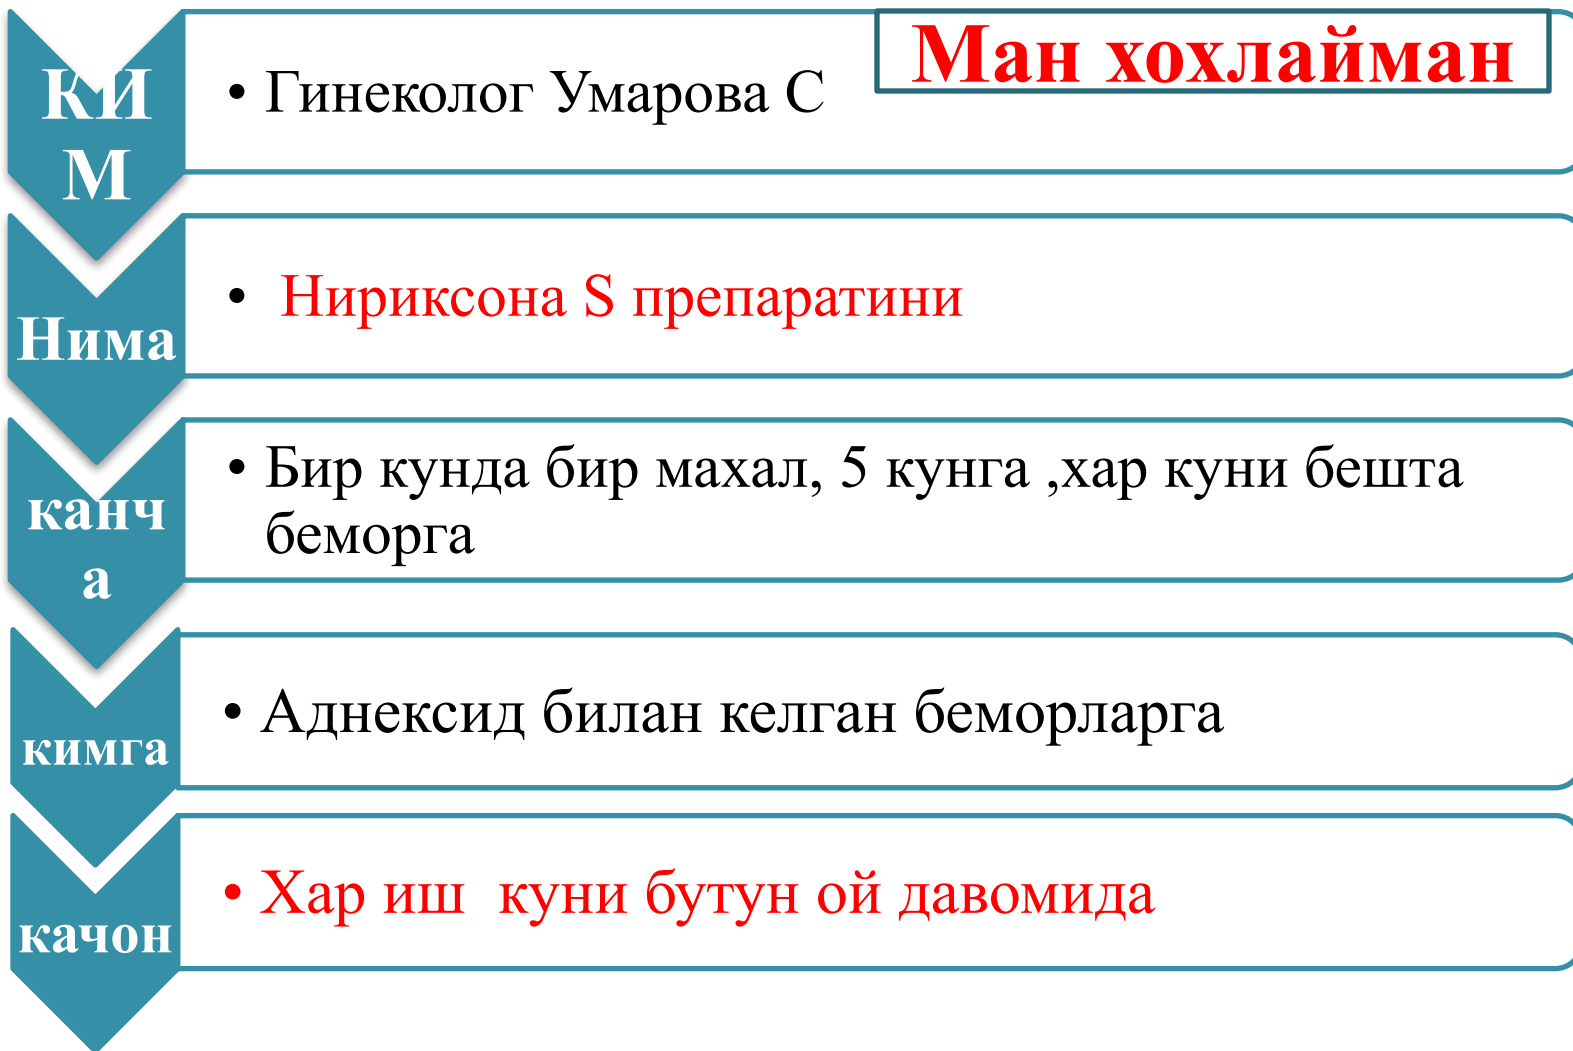 Ман хохлайман
КИ
М
• Гинеколог Умарова С
Нима
• Нириксона S препаратини
канч
а
• Бир кунда бир махал, 5 кунга ,хар куни бешта
беморга
кимга
• Аднексид билан келган беморларга
качон
• Хар иш  куни бутун ой давомида